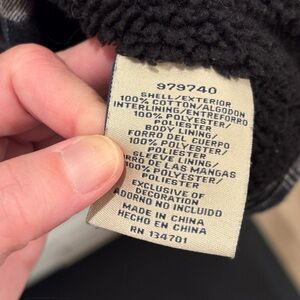 979740
SHELL/EXTERIOR
100% COTTON/ALGODON
INTERLINING/ENTREFORRO
100% POLYESTER/
POLIESTER
BODY LINING/
FORRO DEL CUERPO
100% POLYESTER/
POLIESTER
SLEEVE LINING/
RRO DE LAS MANGAS
100% POLYESTER/
POLIESTER
EXCLUSIVE OF
DECORATION
ADORNO NO INCLUIDO
MADE IN CHINA
HECHO EN CHINA
RN 134701